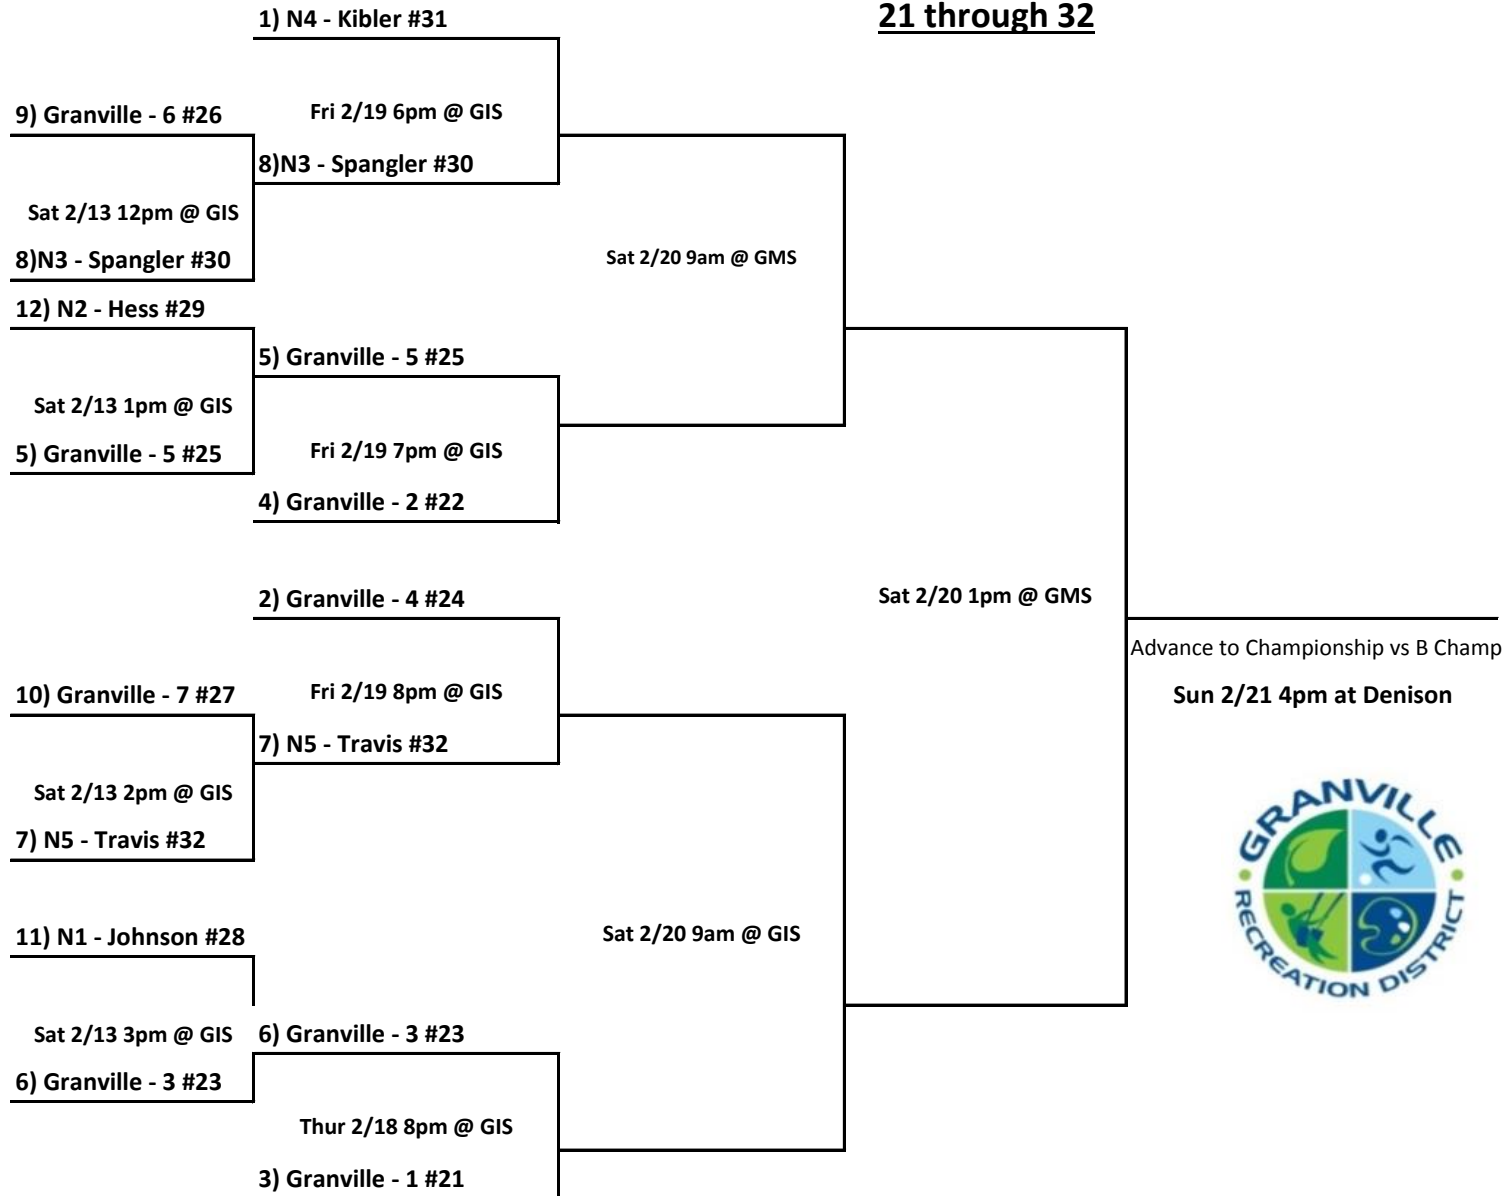 1) N4 - Kibler #31
21 through 32
9) Granville - 6 #26
Fri 2/19 6pm @ GIS
8)N3 - Spangler #30
Sat 2/13 12pm @ GIS
8)N3 - Spangler #30
Sat 2/20 9am @ GMS
12) N2 - Hess #29
5) Granville - 5 #25
Sat 2/13 1pm @ GIS
5) Granville - 5 #25
Fri 2/19 7pm @ GIS
4) Granville - 2 #22
2) Granville - 4 #24
Sat 2/20 1pm @ GMS
Advance to Championship vs B Champ
10) Granville - 7 #27
Fri 2/19 8pm @ GIS
Sun 2/21 4pm at Denison
7) N5 - Travis #32
Sat 2/13 2pm @ GIS
7) N5 - Travis #32
GRANVILLE
RECREATION DISTRICT
11) N1 - Johnson #28
Sat 2/20 9am @ GIS
Sat 2/13 3pm @ GIS
6) Granville - 3 #23
6) Granville - 3 #23
Thur 2/18 8pm @ GIS
3) Granville - 1 #21